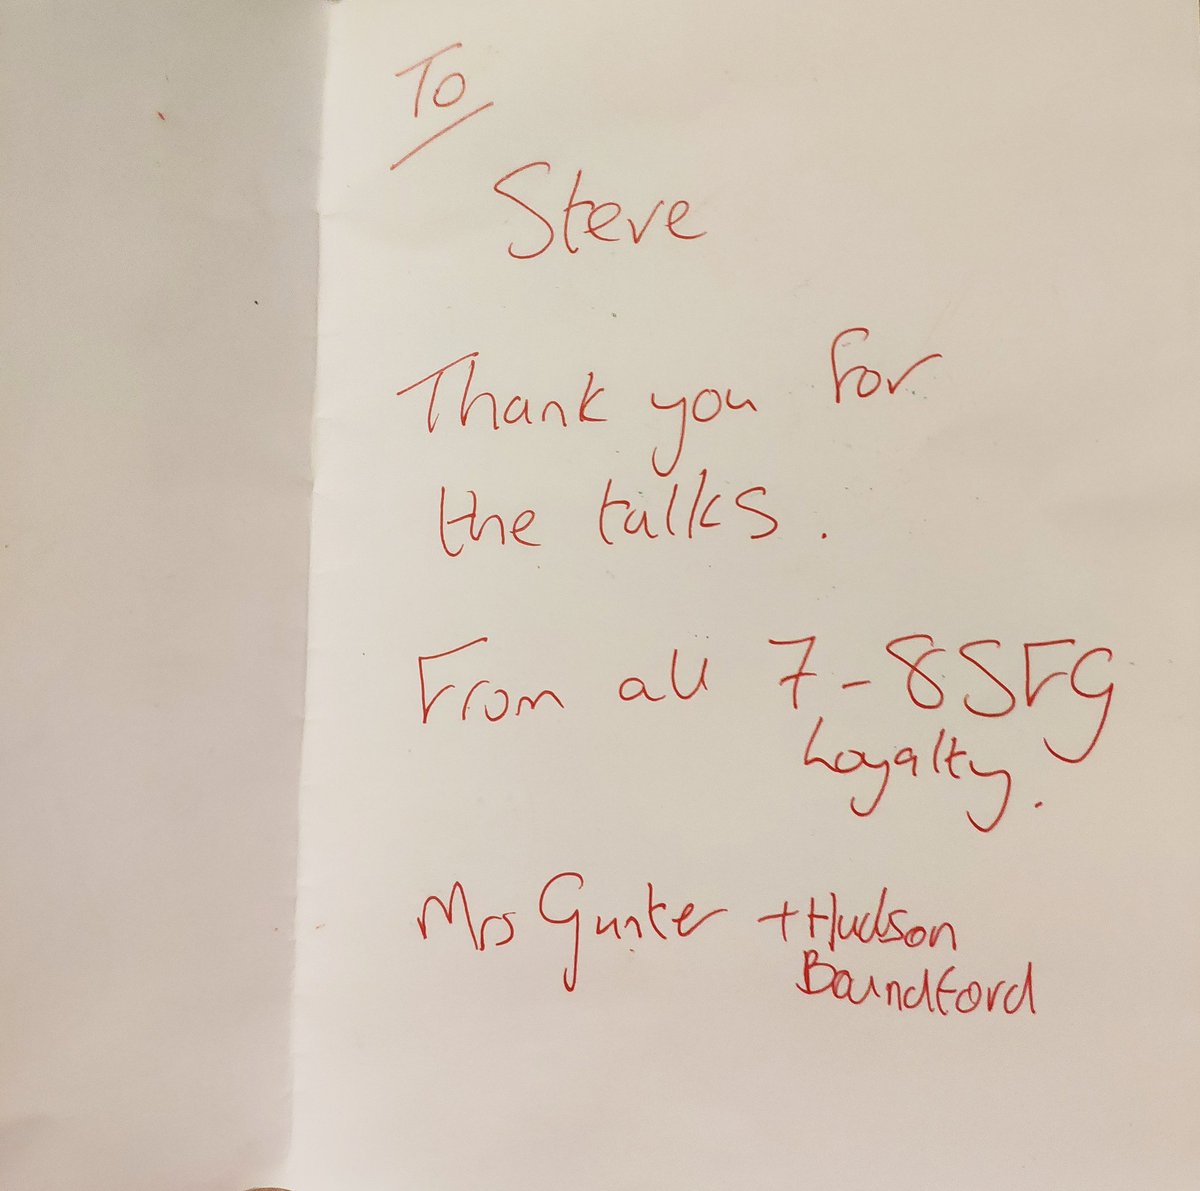 To
Steve
Thank you for
the talks.
From all 7-8SFG
Loyalty.
Mrs Gunter + Hudson
Baundford